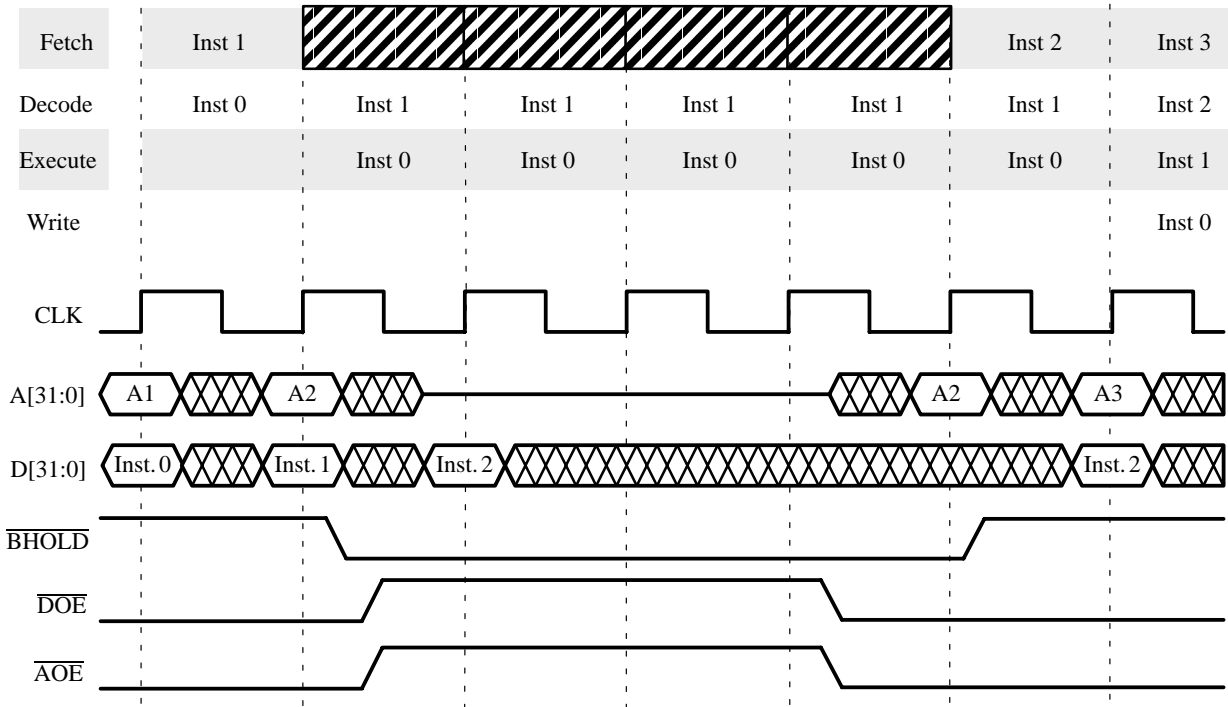 Fetch Inst 1 Inst 2 Inst 3
Decode Inst 0 Inst 1 Inst 1 Inst 1 Inst 1 Inst 1 Inst 2
Execute Inst 0 Inst 0 Inst 0 Inst 0 Inst 0 Inst 1
Write Inst 0
CLK
A[31:0] A1 A2 A2 A3
D[31:0] Inst. 0 Inst. 1 Inst. 2 Inst. 2
BHOLD
DOE
AOE